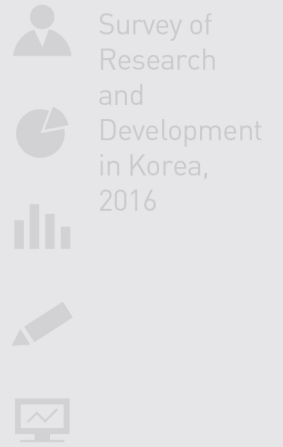 Survey of
Research
and
Development
in Korea,
2016